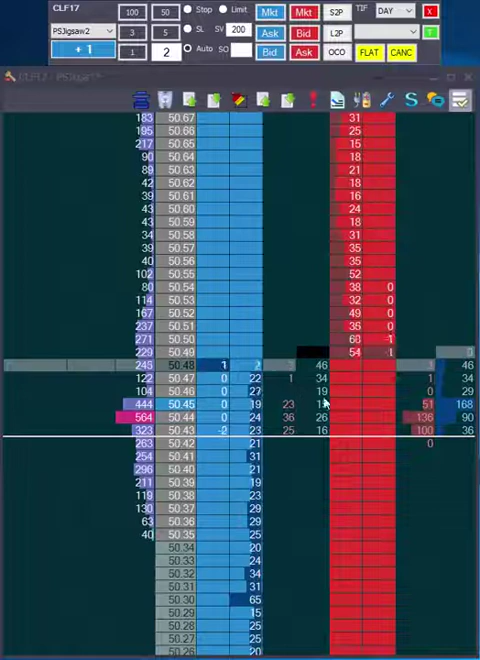 CLF17 100 50 Stop Limit Mkt Mkt S2P TIF DAY X
PSJigsaw2 3 5 SL SV 200 Ask Bid L2P T
+ 1 1 2 Auto SO Bid Ask OCO FLAT CANC
S
183 50.67 31
195 50.66 25
217 50.65 15
90 50.64 18
89 50.63 21
42 50.62 18
39 50.61 16
43 50.60 24
43 50.59 18
34 50.58 31
39 50.57 35
40 50.56 35
102 50.55 52
80 50.54 38 0
114 50.53 32 0
167 50.52 49 0
237 50.51 36 0
271 50.50 60 -1
229 50.49 54 -1 0
245 50.48 1 2 46 1 46
122 50.47 0 22 1 34 1 34
104 50.46 0 27 19 0 29
444 50.45 0 19 23 39 51 168
564 50.44 0 24 36 26 136 90
323 50.43 -2 23 25 16 100 36
263 50.42 21 0
254 50.41 31
296 50.40 21
211 50.39 19
119 50.38 23
130 50.37 29
63 50.36 25
40 50.35 25
50.34 20
50.33 24
50.32 34
50.31 31
50.30 65
50.29 15
50.28 25
50.27 25
50.26 20